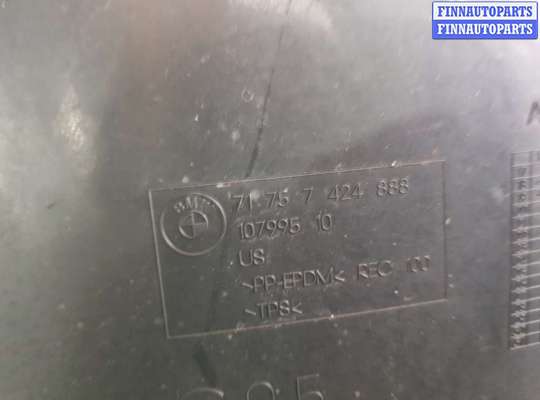 FINNAUTOPARTS
FINNAUTOPARTS
BMW
71 75 7 424 888
107995 10
US
>PP-EPDM< REC 100
>TPS<